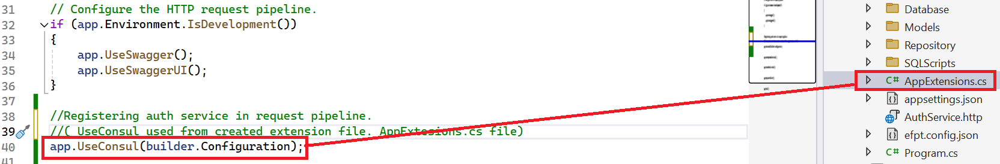 31 // Configure the HTTP request pipeline.
32 if (app.Environment.IsDevelopment())
33 {
34 app.UseSwagger();
35 app.UseSwaggerUI();
36 }
37
38 //Registering auth service in request pipeline.
39 //( UseConsul used from created extension file. AppExtesions.cs file)
40 app.UseConsul(builder.Configuration);
41
Database
Models
Repository
SQLScripts
C# AppExtensions.cs
appsettings.json
AuthService.http
efpt.config.json
C# Program.cs